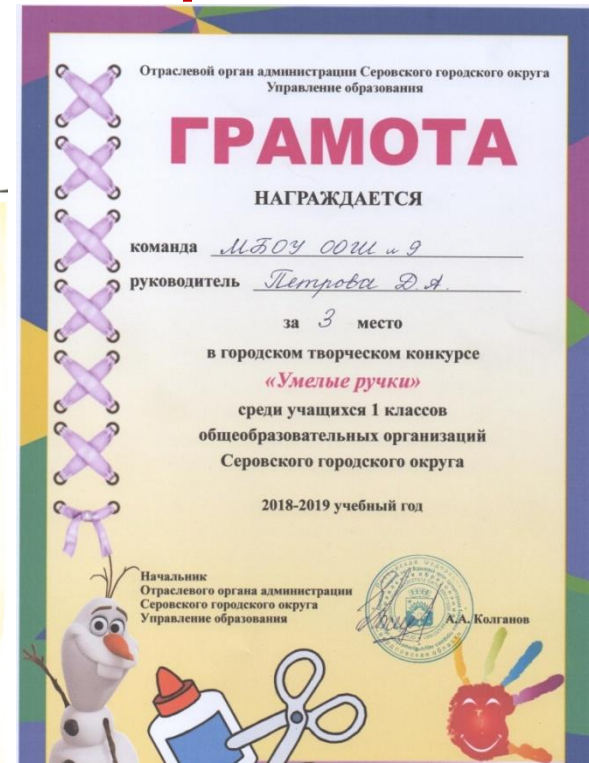 Отраслевой орган администрации Серовского городского округа
Управление образования
ГРАМОТА
НАГРАЖДАЕТСЯ
команда МБОУ ООШ № 9
руководитель Петрова Д.А.
за 3 место
в городском творческом конкурсе
«Умелые ручки»
среди учащихся 1 классов
общеобразовательных организаций
Серовского городского округа
2018-2019 учебный год
Начальник
Отраслевого органа администрации
Серовского городского округа
Управление образования
А.А. Колганов